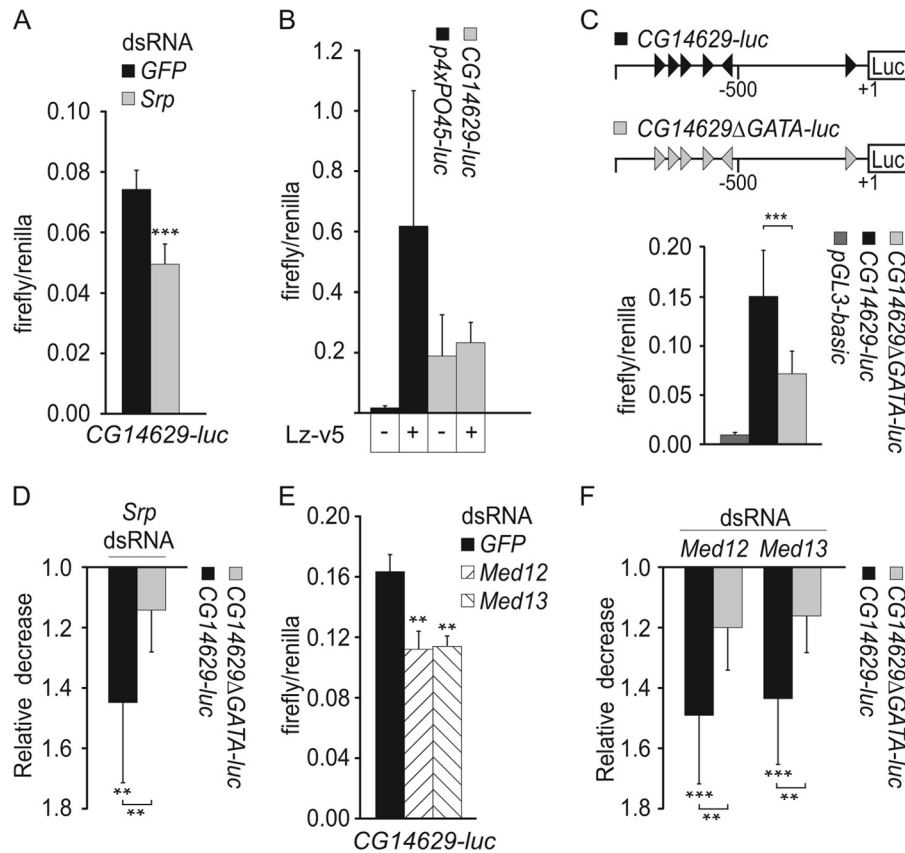 A
dsRNA
GFP
Srp
firefly/renilla
0.10
0.08
0.06
0.04
0.02
0.00
***
CG14629-luc
B
p4xPO45-luc
CG14629-luc
firefly/renilla
1.2
1.0
0.8
0.6
0.4
0.2
Lz-v5
- + - +
C
CG14629-luc
-500
+1
Luc
CG14629ΔGATA-luc
-500
+1
Luc
firefly/renilla
0.20
0.15
0.10
0.05
0.00
***
pGL3-basic
CG14629-luc
CG14629ΔGATA-luc
D
Srp
dsRNA
Relative decrease
1.0
1.2
1.4
1.6
1.8
**
**
CG14629-luc
CG14629ΔGATA-luc
E
dsRNA
GFP
Med12
Med13
firefly/renilla
0.20
0.16
0.12
0.08
0.04
0.00
** **
CG14629-luc
F
dsRNA
Med12 Med13
Relative decrease
1.0
1.2
1.4
1.6
1.8
*** ***
** **
CG14629-luc
CG14629ΔGATA-luc